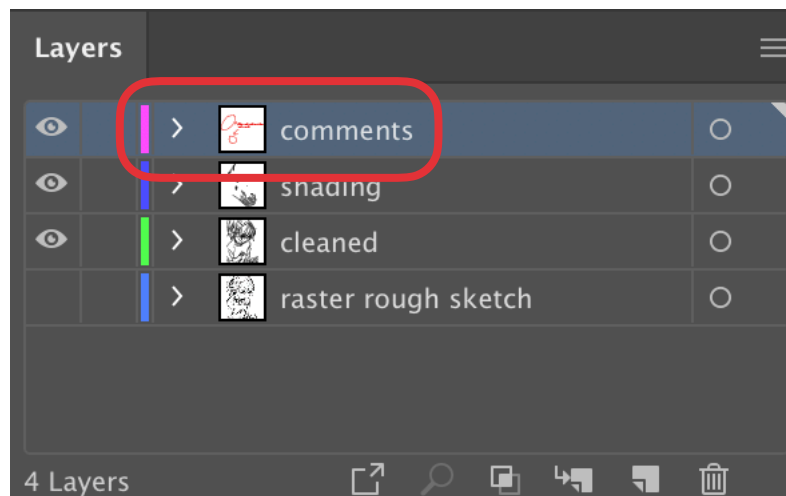 Layers
comments
shading
cleaned
raster rough sketch
4 Layers